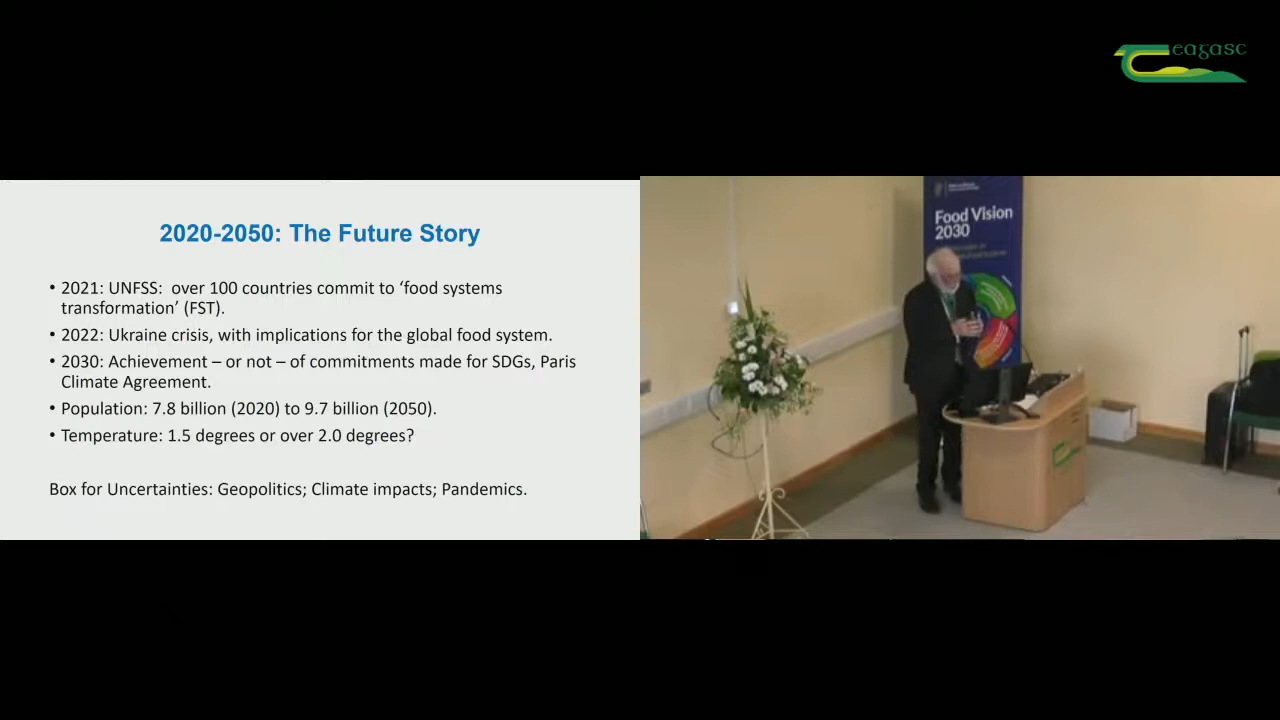 eagasc
2020-2050: The Future Story
• 2021: UNFSS: over 100 countries commit to ‘food systems
transformation’ (FST).
• 2022: Ukraine crisis, with implications for the global food system.
• 2030: Achievement – or not – of commitments made for SDGs, Paris
Climate Agreement.
• Population: 7.8 billion (2020) to 9.7 billion (2050).
• Temperature: 1.5 degrees or over 2.0 degrees?
Box for Uncertainties: Geopolitics; Climate impacts; Pandemics.
Food Vision
2030